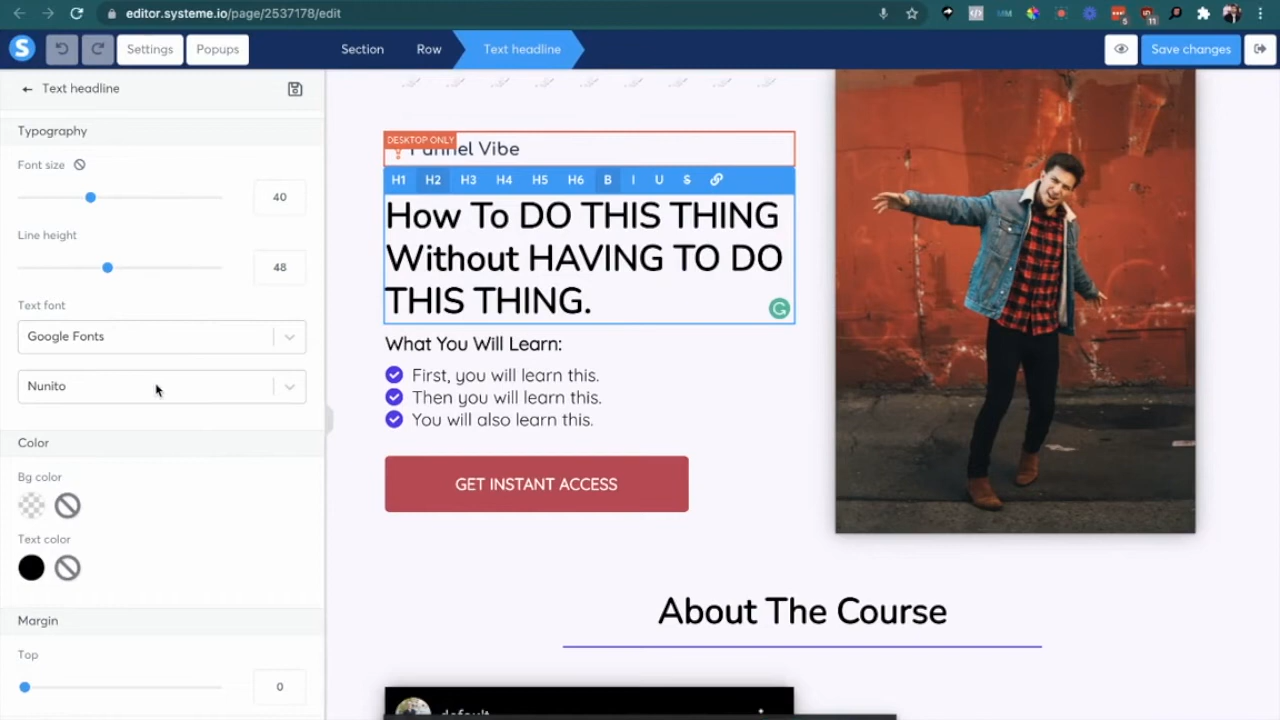 editor.systeme.io/page/2537178/edit
MM
5
11
S
Settings
Popups
Section
Row
Text headline
Save changes
Text headline
Typography
Font size
40
Line height
48
Text font
Google Fonts
Nunito
Color
Bg color
Text color
Margin
Top
0
DESKTOP ONLY
Funnel Vibe
H1 H2 H3 H4 H5 H6 B I U S
How To DO THIS THING
Without HAVING TO DO
THIS THING.
What You Will Learn:
First, you will learn this.
Then you will learn this.
You will also learn this.
GET INSTANT ACCESS
About The Course
default